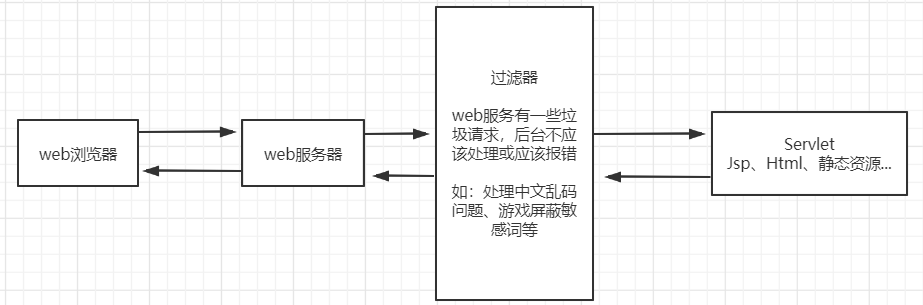 web浏览器
web服务器
过滤器
web服务有一些垃
圾请求，后台不应
该处理或应该报错
如：处理中文乱码
问题、游戏屏蔽敏
感词等
Servlet
Jsp、Html、静态资源...